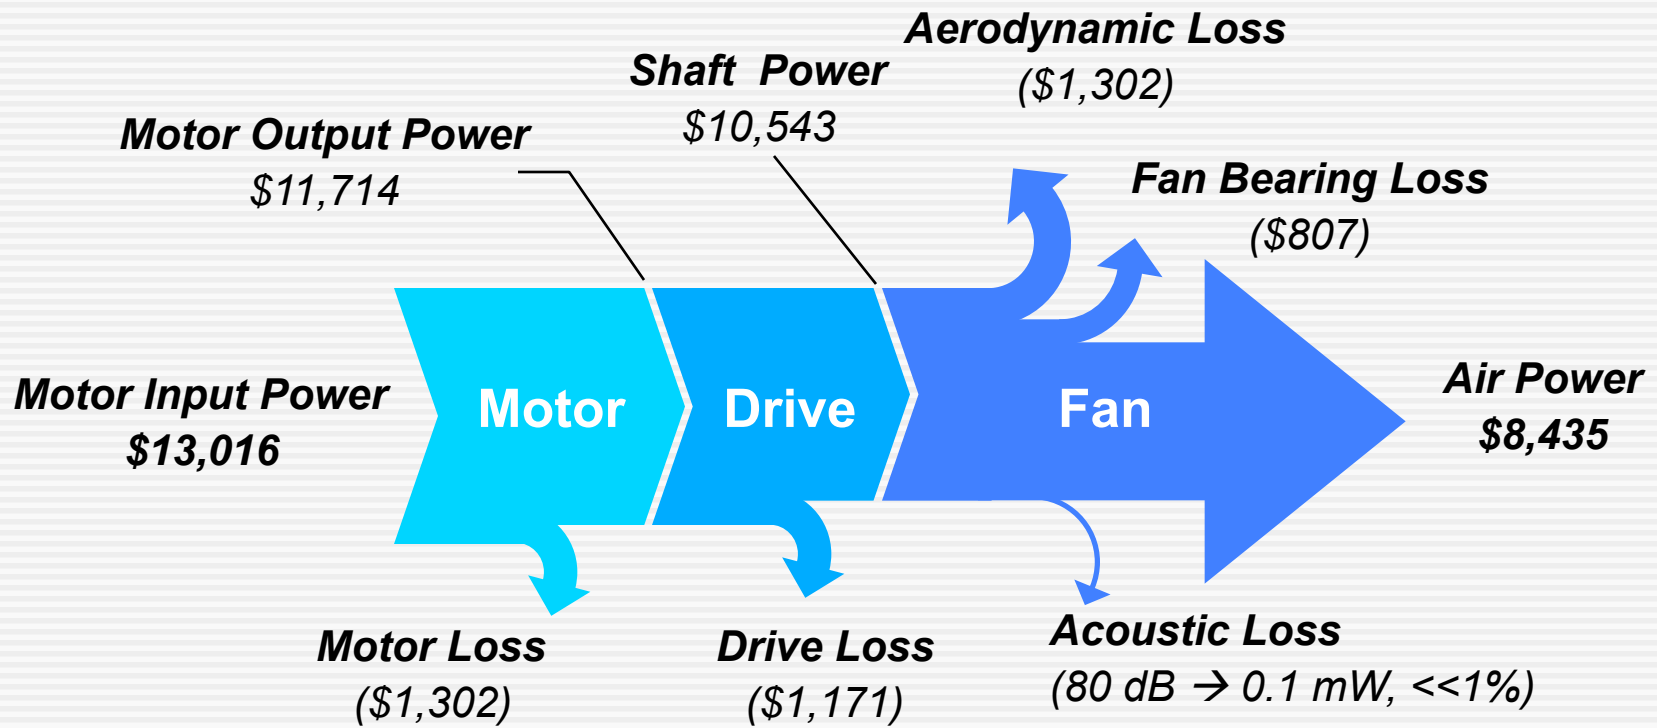 Aerodynamic Loss
($1,302)
Shaft Power
$10,543
Motor Output Power
$11,714
Fan Bearing Loss
($807)
Motor Input Power
$13,016
Motor
Drive
Fan
Air Power
$8,435
Motor Loss
($1,302)
Drive Loss
($1,171)
Acoustic Loss
(80 dB → 0.1 mW, <<1%)